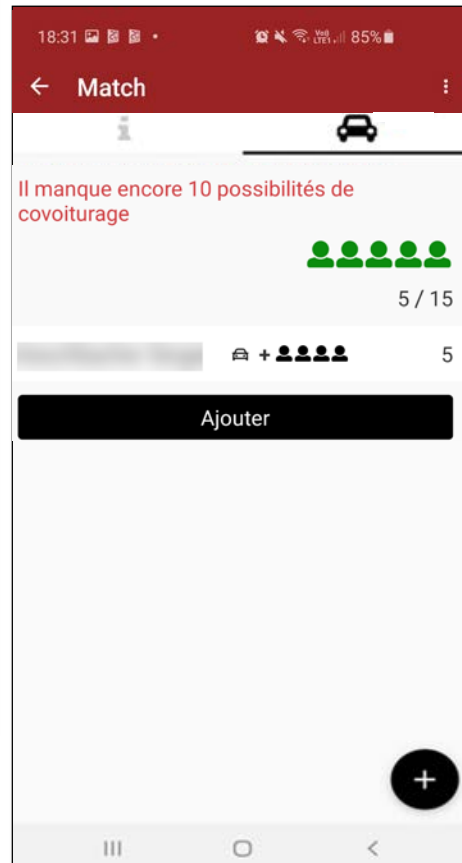 18:31 85%
Match
Il manque encore 10 possibilités de
covoiturage
5 / 15
+ 5
Ajouter
+